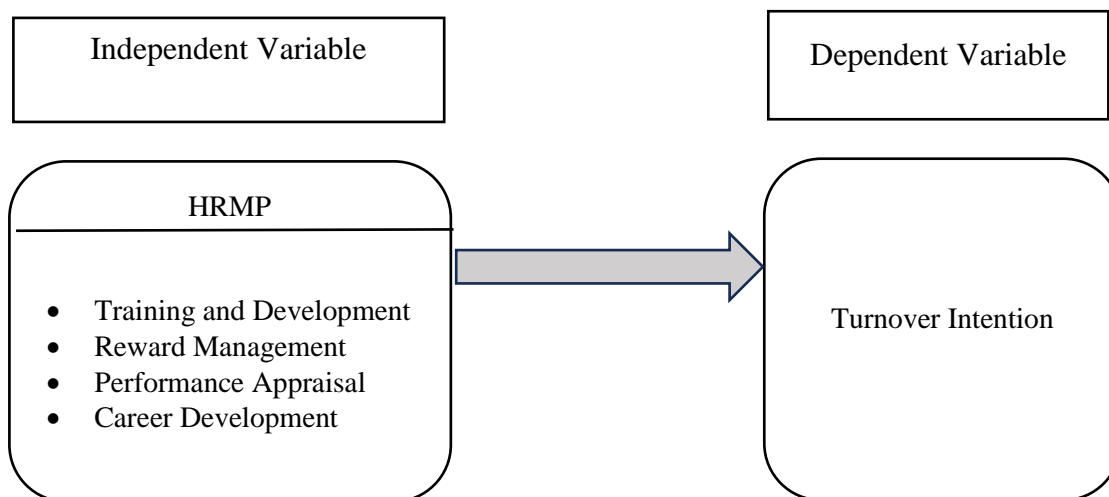 Independent Variable
Dependent Variable
HRMP
• Training and Development
• Reward Management
• Performance Appraisal
• Career Development
Turnover Intention